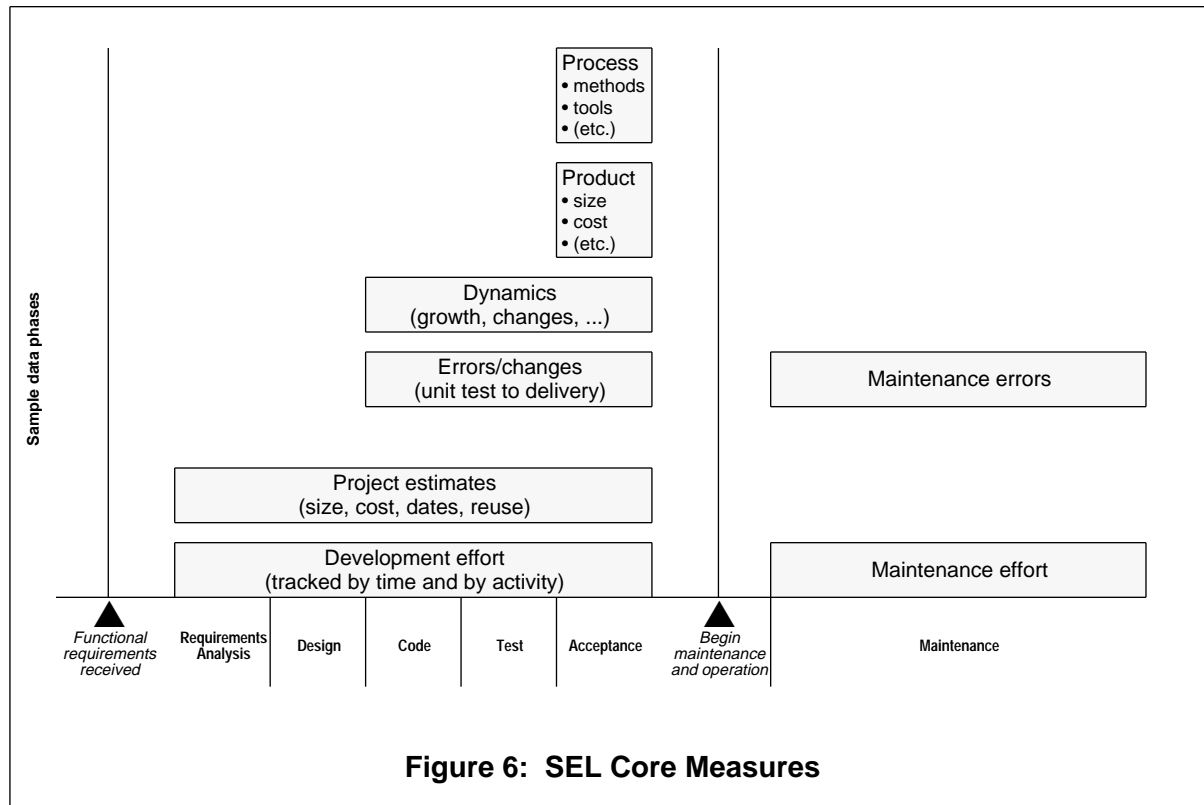 Process
• methods
• tools
• (etc.)
Product
• size
• cost
• (etc.)
Dynamics
(growth, changes, ...)
Errors/changes
(unit test to delivery)
Maintenance errors
Sample data phases
Project estimates
(size, cost, dates, reuse)
Development effort
(tracked by time and by activity)
Maintenance effort
Functional
requirements
received
Requirements
Analysis
Design
Code
Test
Acceptance
Begin
maintenance
and operation
Maintenance
Figure 6: SEL Core Measures